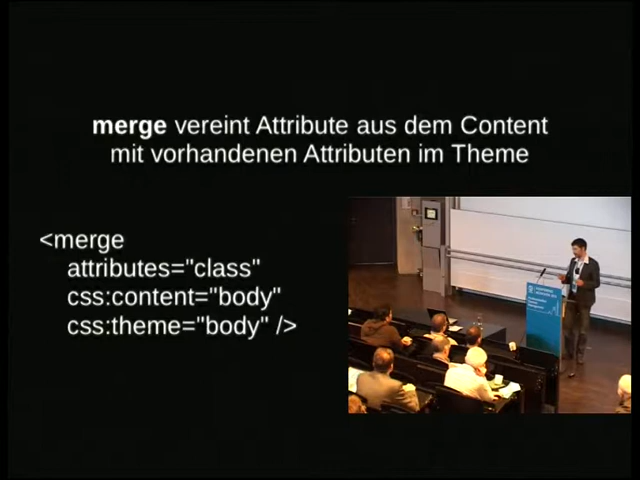 merge vereint Attribute aus dem Content
mit vorhandenen Attributen im Theme
<merge
attributes="class"
css:content="body"
css:theme="body" />